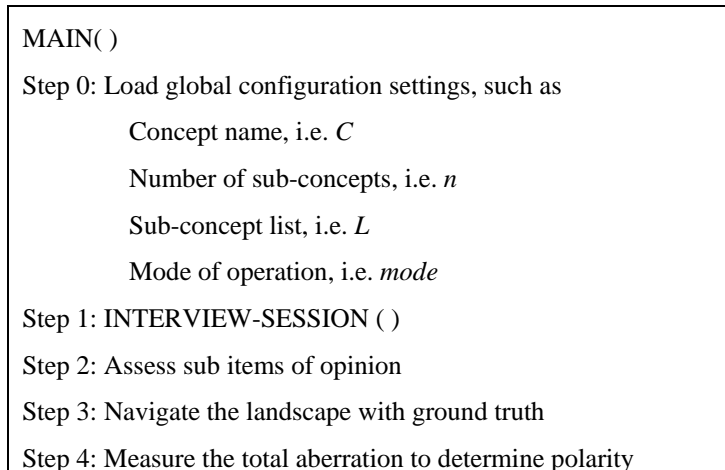 MAIN( )
Step 0: Load global configuration settings, such as
Concept name, i.e. C
Number of sub-concepts, i.e. n
Sub-concept list, i.e. L
Mode of operation, i.e. mode
Step 1: INTERVIEW-SESSION ( )
Step 2: Assess sub items of opinion
Step 3: Navigate the landscape with ground truth
Step 4: Measure the total aberration to determine polarity